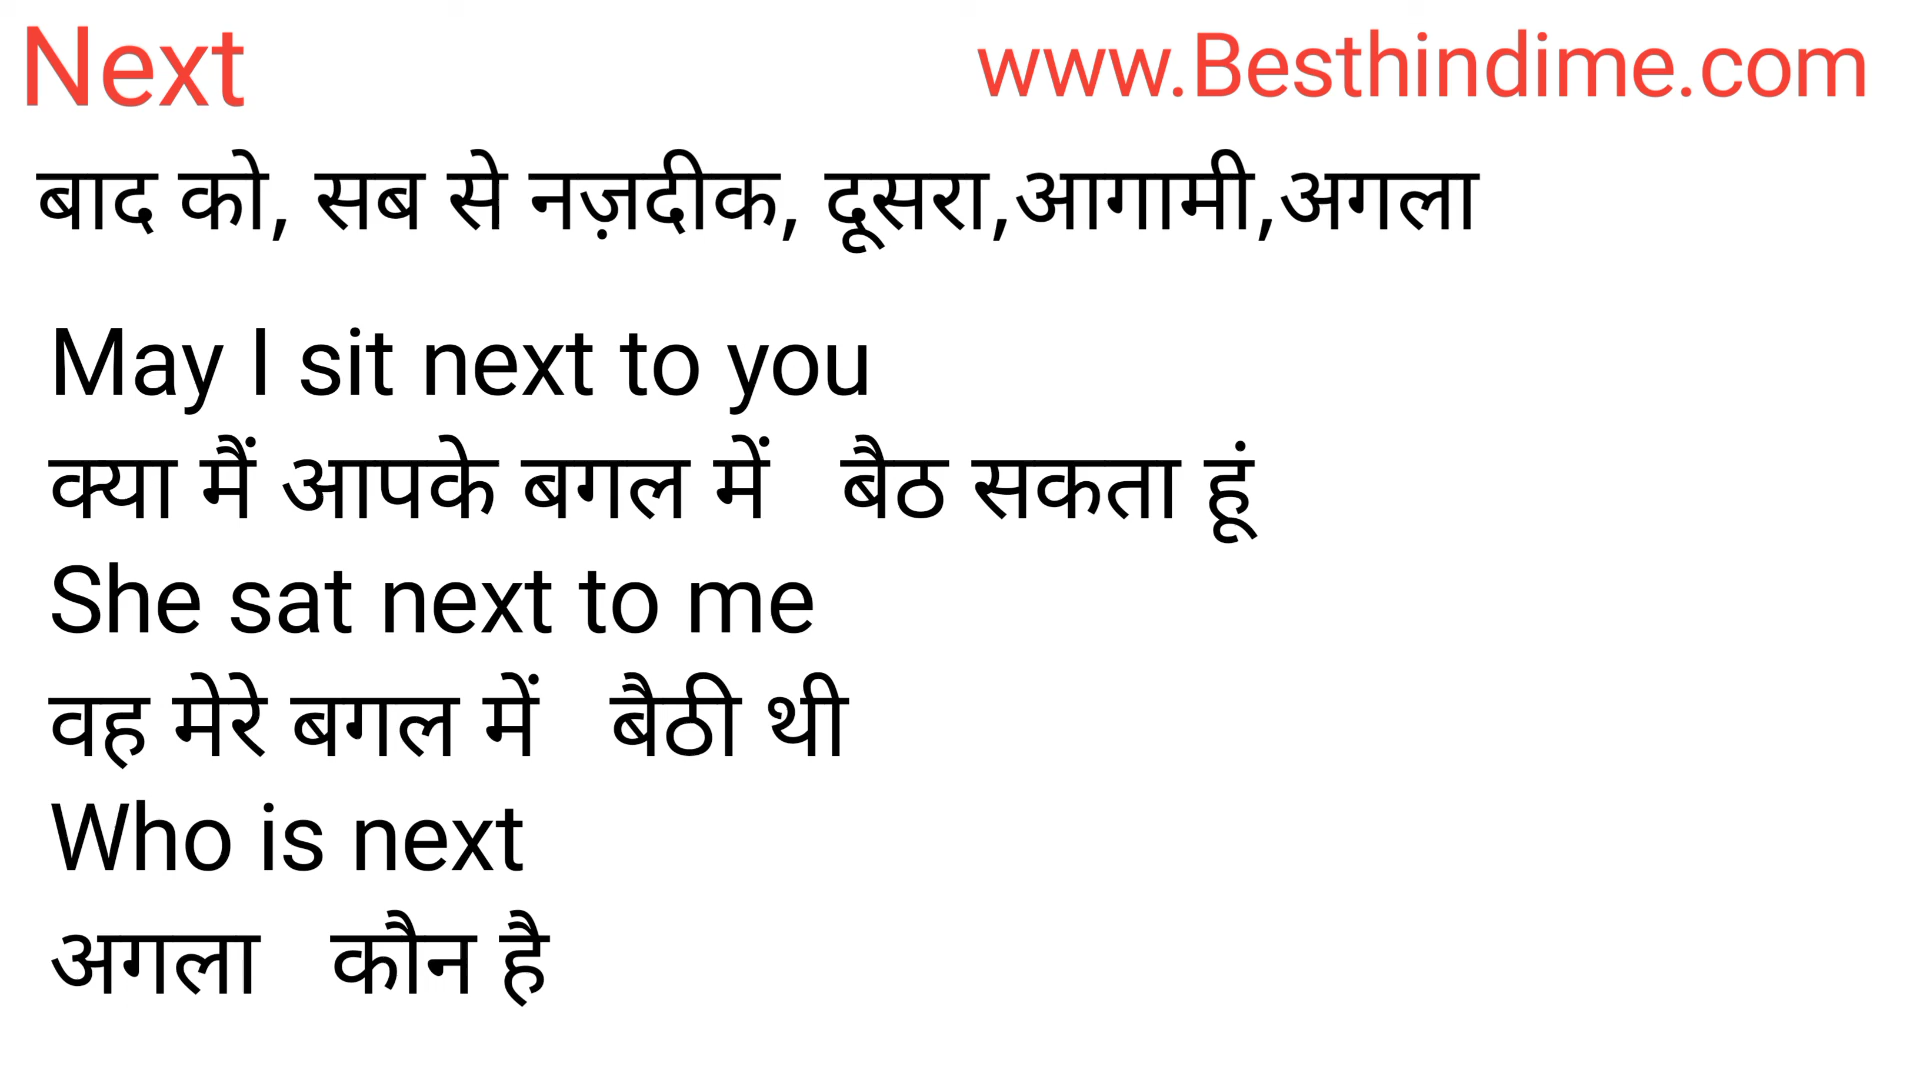 Next
www.Besthindime.com
बाद को, सब से नज़दीक, दूसरा,आगामी,अगला
May I sit next to you
क्या मैं आपके बगल में बैठ सकता हूं
She sat next to me
वह मेरे बगल में बैठी थी
Who is next
अगला कौन है